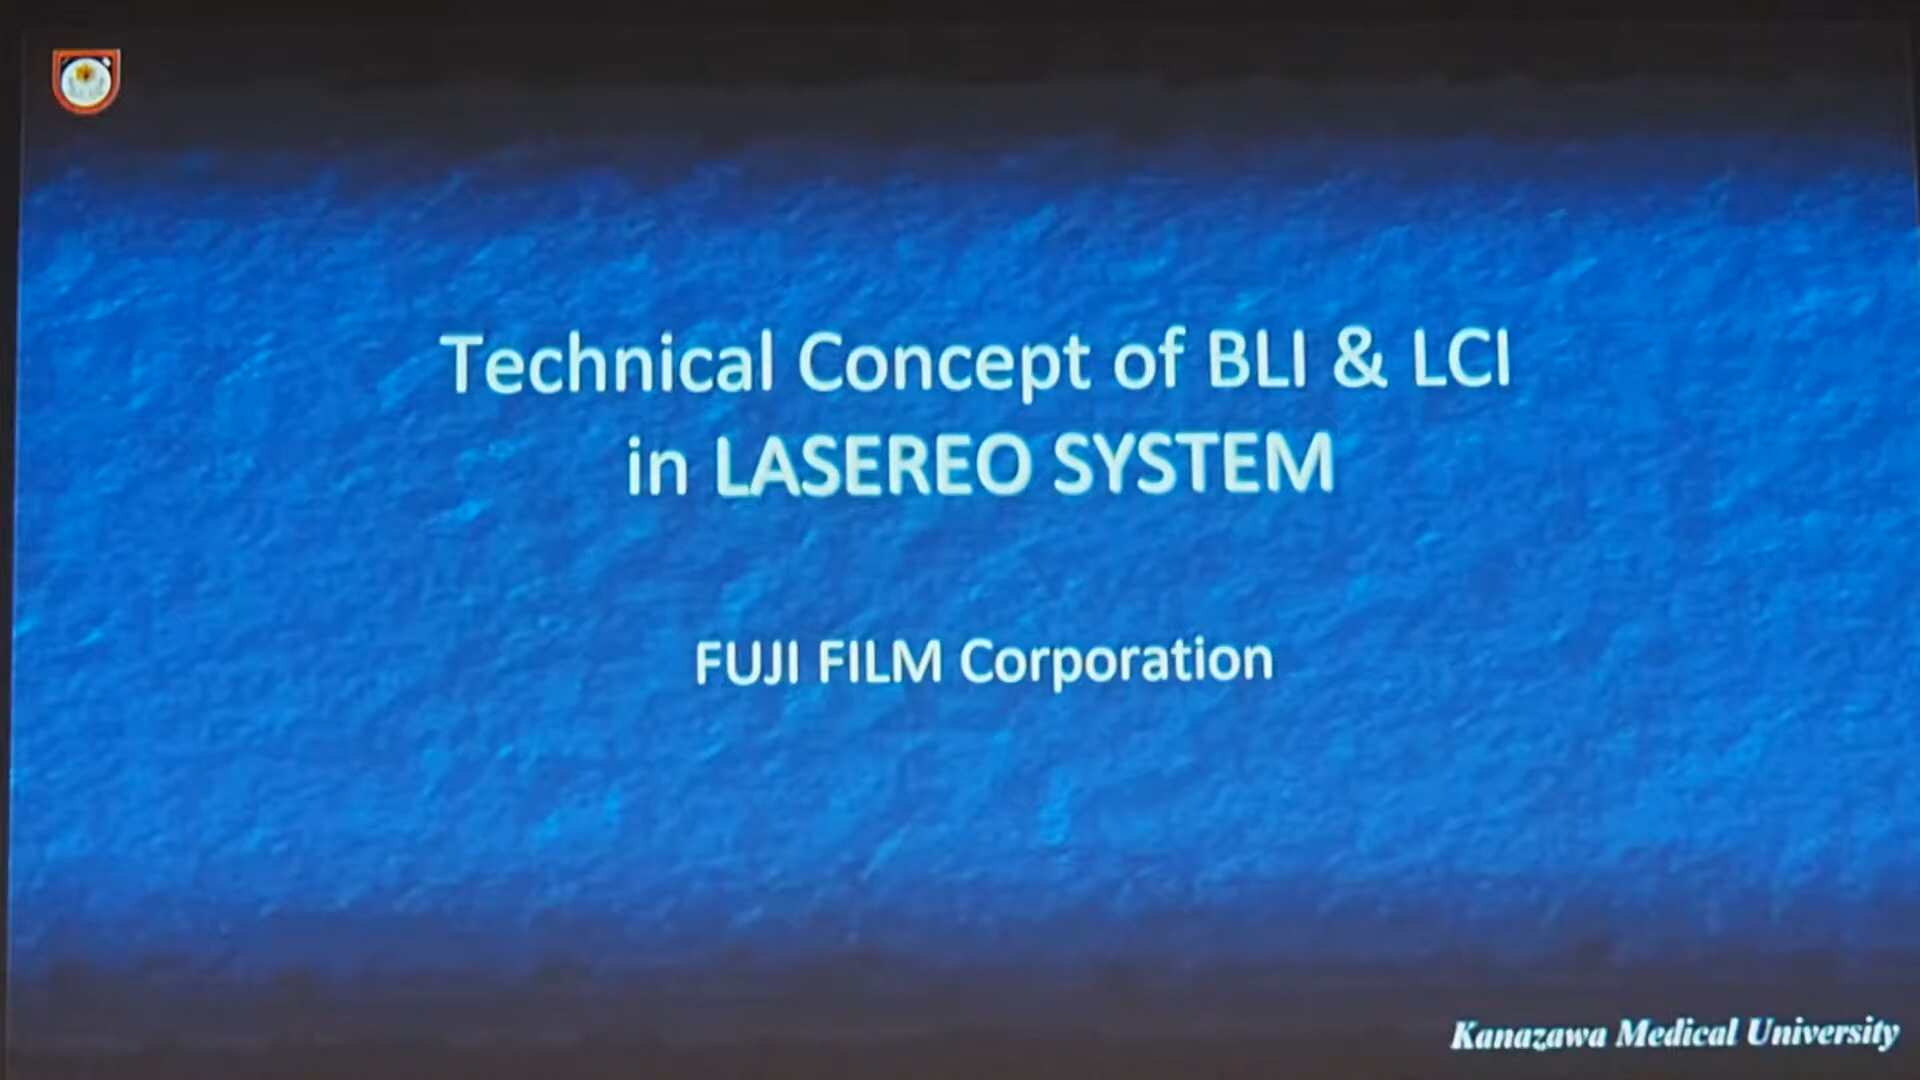 Technical Concept of BLI & LCI
in LASEREO SYSTEM
FUJI FILM Corporation
Kanazawa Medical University